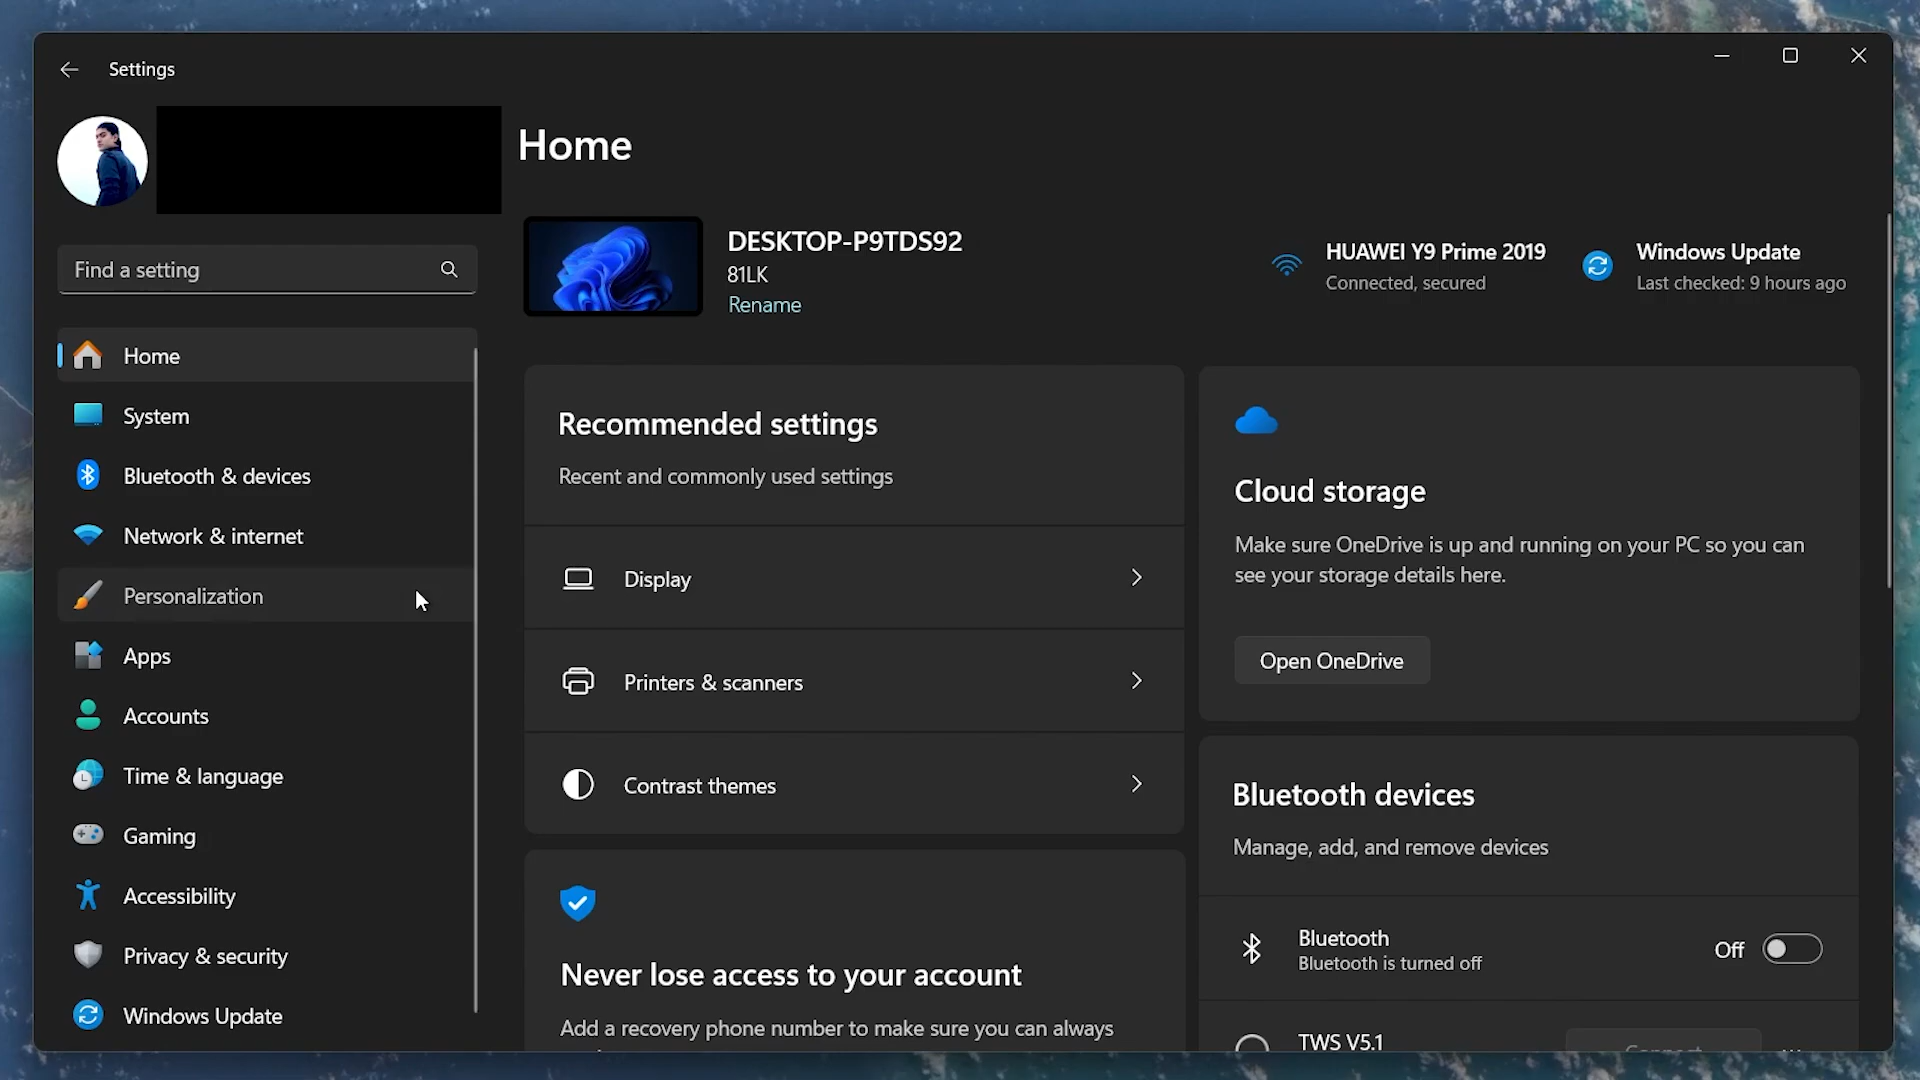 Settings
Home
Find a setting
DESKTOP-P9TDS92
81LK
Rename
HUAWEI Y9 Prime 2019
Connected, secured
Windows Update
Last checked: 9 hours ago
Home
System
Bluetooth & devices
Network & internet
Personalization
Apps
Accounts
Time & language
Gaming
Accessibility
Privacy & security
Windows Update
Recommended settings
Recent and commonly used settings
Display
Printers & scanners
Contrast themes
Never lose access to your account
Add a recovery phone number to make sure you can always
Cloud storage
Make sure OneDrive is up and running on your PC so you can
see your storage details here.
Open OneDrive
Bluetooth devices
Manage, add, and remove devices
Bluetooth
Bluetooth is turned off
Off
TWS V5.1
Connect